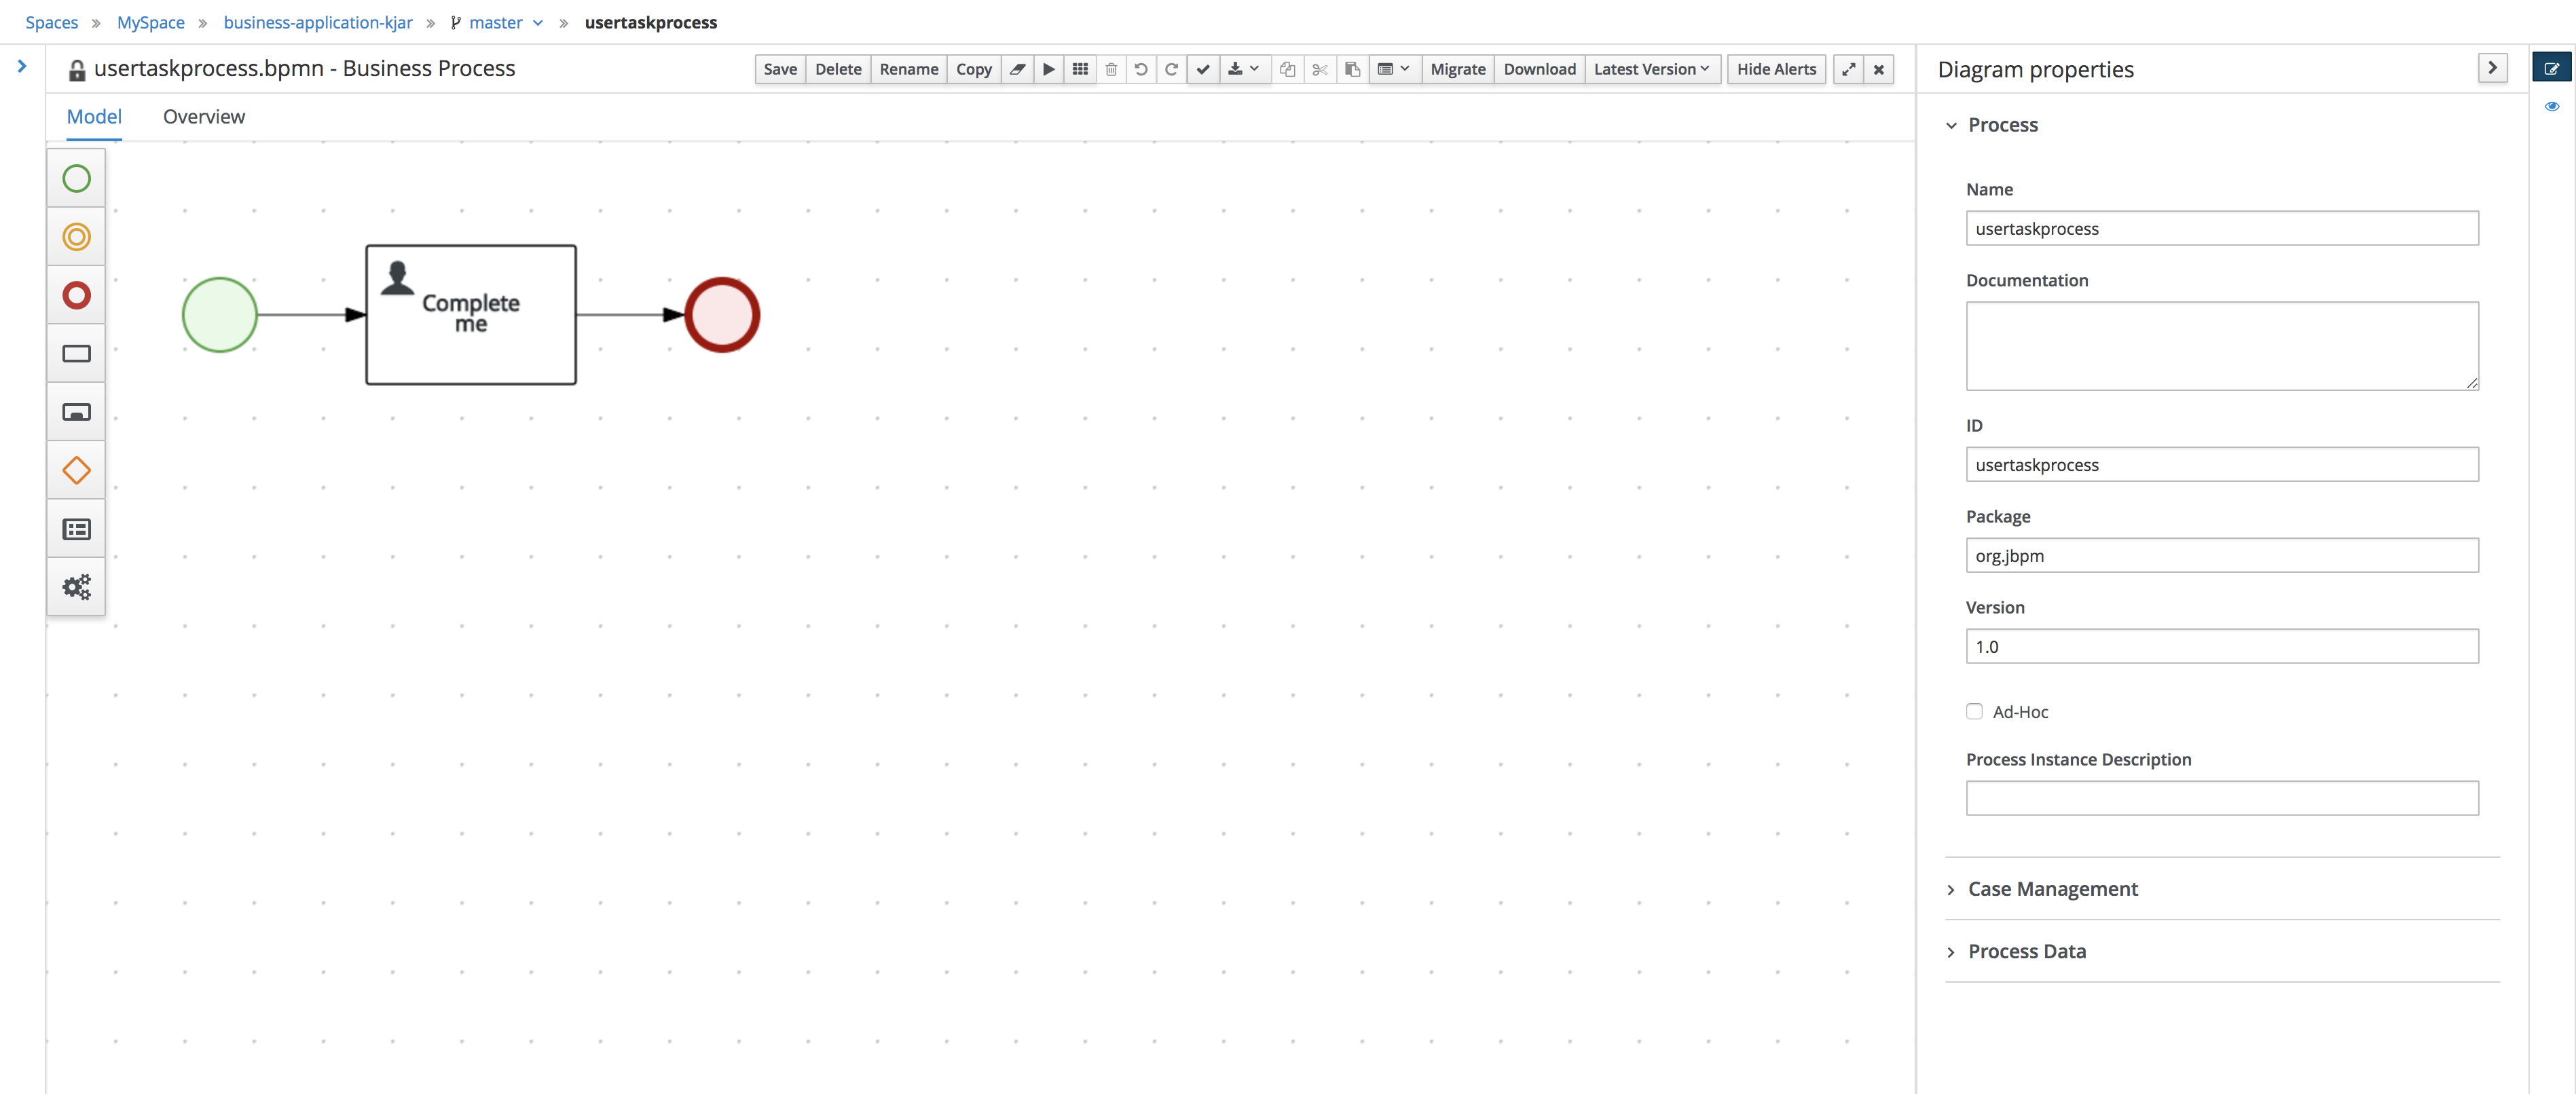 Spaces » MySpace » business-application-kjar » master » usertaskprocess
usertaskprocess.bpmn - Business Process
Save Delete Rename Copy Migrate Download Latest Version Hide Alerts
Diagram properties
Model Overview
Process
Name
usertaskprocess
Documentation
ID
usertaskprocess
Package
org.jbpm
Version
1.0
Ad-Hoc
Process Instance Description
Case Management
Process Data
Complete
me